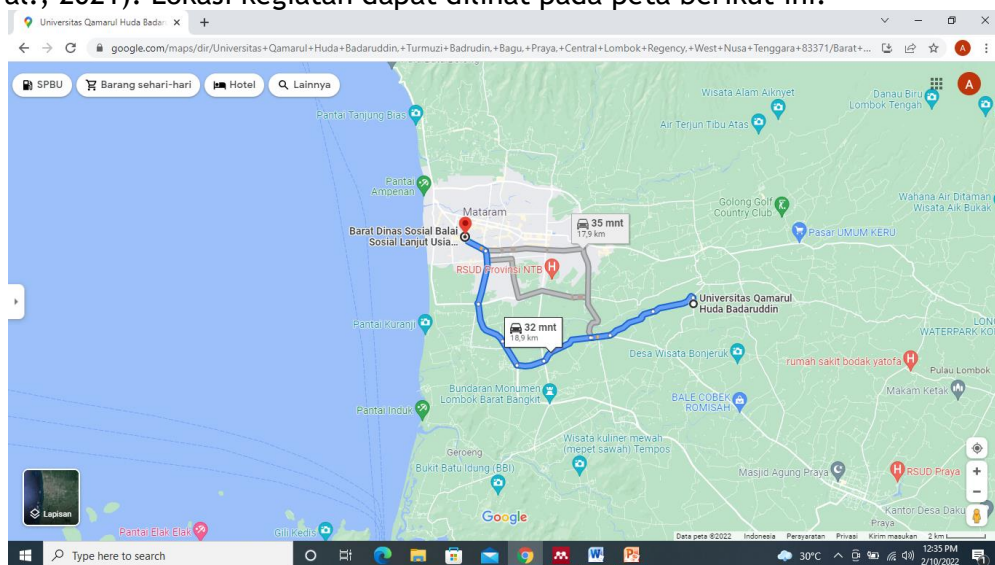 al., 2021). Lokasi kegiatan dapat dilihat pada peta berikut ini.
Universitas Qamarul Huda Badar
google.com/maps/dir/Universitas+Qamarul+Huda+Badaruddin,+Turmuzi+Badrudin,+Bagu,+Praya,+Central+Lombok+Regency,+West+Nusa+Tenggara+83371/Barat+...
A
SPBU
Barang sehari-hari
Hotel
Lainnya
A
Wisata Alam Aiknyet
Danau Biru
Lombok Tengah
Pantai Tanjung Bias
Air Terjun Tibu Atas
Pantai
Ampenan
Wahana Air Ditaman
Wisata Aik Bukak
Golong Golf
Country Club
Mataram
35 mnt
17,9 km
Barat Dinas Sosial Balai
Sosial Lanjut Usia...
Pasar UMUM KERU
RSUD Provinsi NTB
Universitas Qamarul
Huda Badaruddin
Pantai Kuranji
32 mnt
18,9 km
WATERPARK
Desa Wisata Bonjeruk
rumah sakit bodak yatofa
Pulau Lombok
Bundaran Monumen
Lombok Barat Bangkit
Makam Ketak
BALE COBEK
ROMISAH
Pantai Induk
Wisata kuliner mewah
(mepet sawah) Tempos
Gerneng
Bukit Batu Idung (BBI)
Masjid Agung Praya
RSUD Praya
Lapisan
Google
Kantor Desa Daku
Praya
Pantai Elak Elak
Gili Kedis
Data peta ©2022 Indonesia Persyaratan Privasi Kirim masukan 2 km
Type here to search
30°C
12:35 PM
2/10/2022